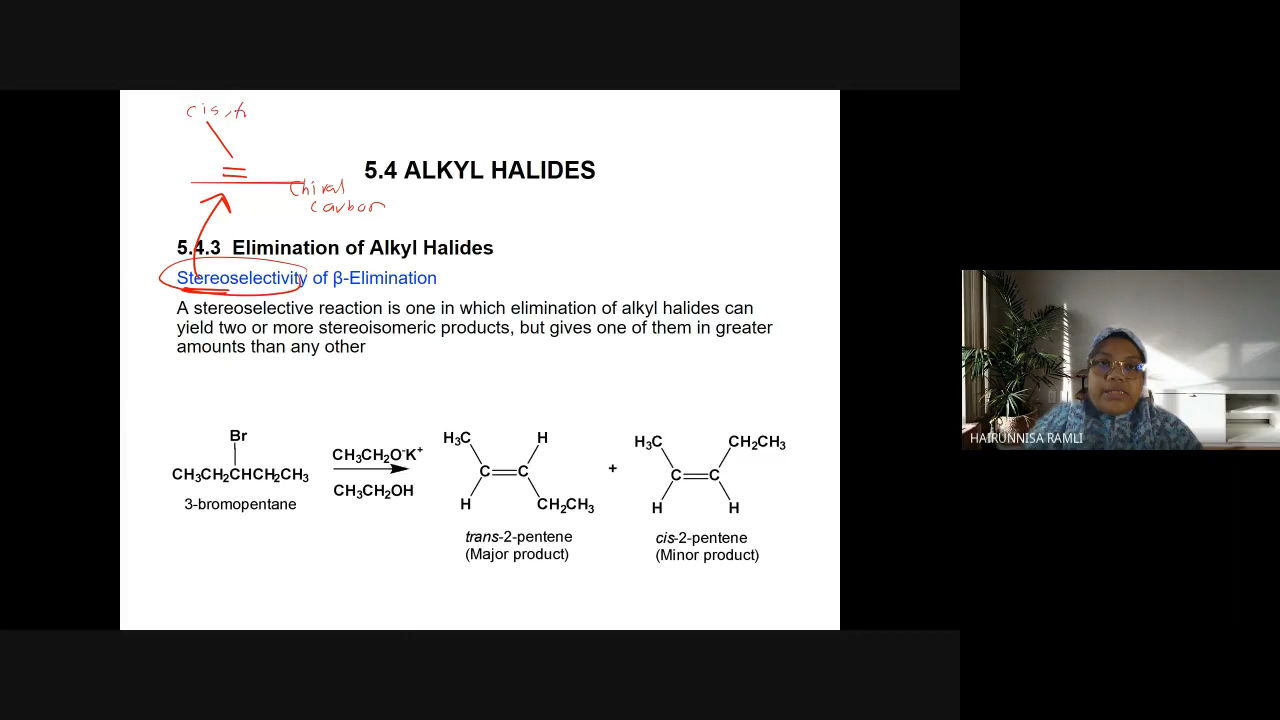 cis,t
=
Chiral
carbon
5.4 ALKYL HALIDES
5.4.3 Elimination of Alkyl Halides
Stereoselectivity of β-Elimination
A stereoselective reaction is one in which elimination of alkyl halides can
yield two or more stereoisomeric products, but gives one of them in greater
amounts than any other
Br
CH₃CH₂CHCH₂CH₃
3-bromopentane
CH₃CH₂O⁻K⁺
CH₃CH₂OH
H₃C H
C C
H CH₂CH₃
trans-2-pentene
(Major product)
+
H₃C CH₂CH₃
C C
H H
cis-2-pentene
(Minor product)
HAIRUNNISA RAMLI